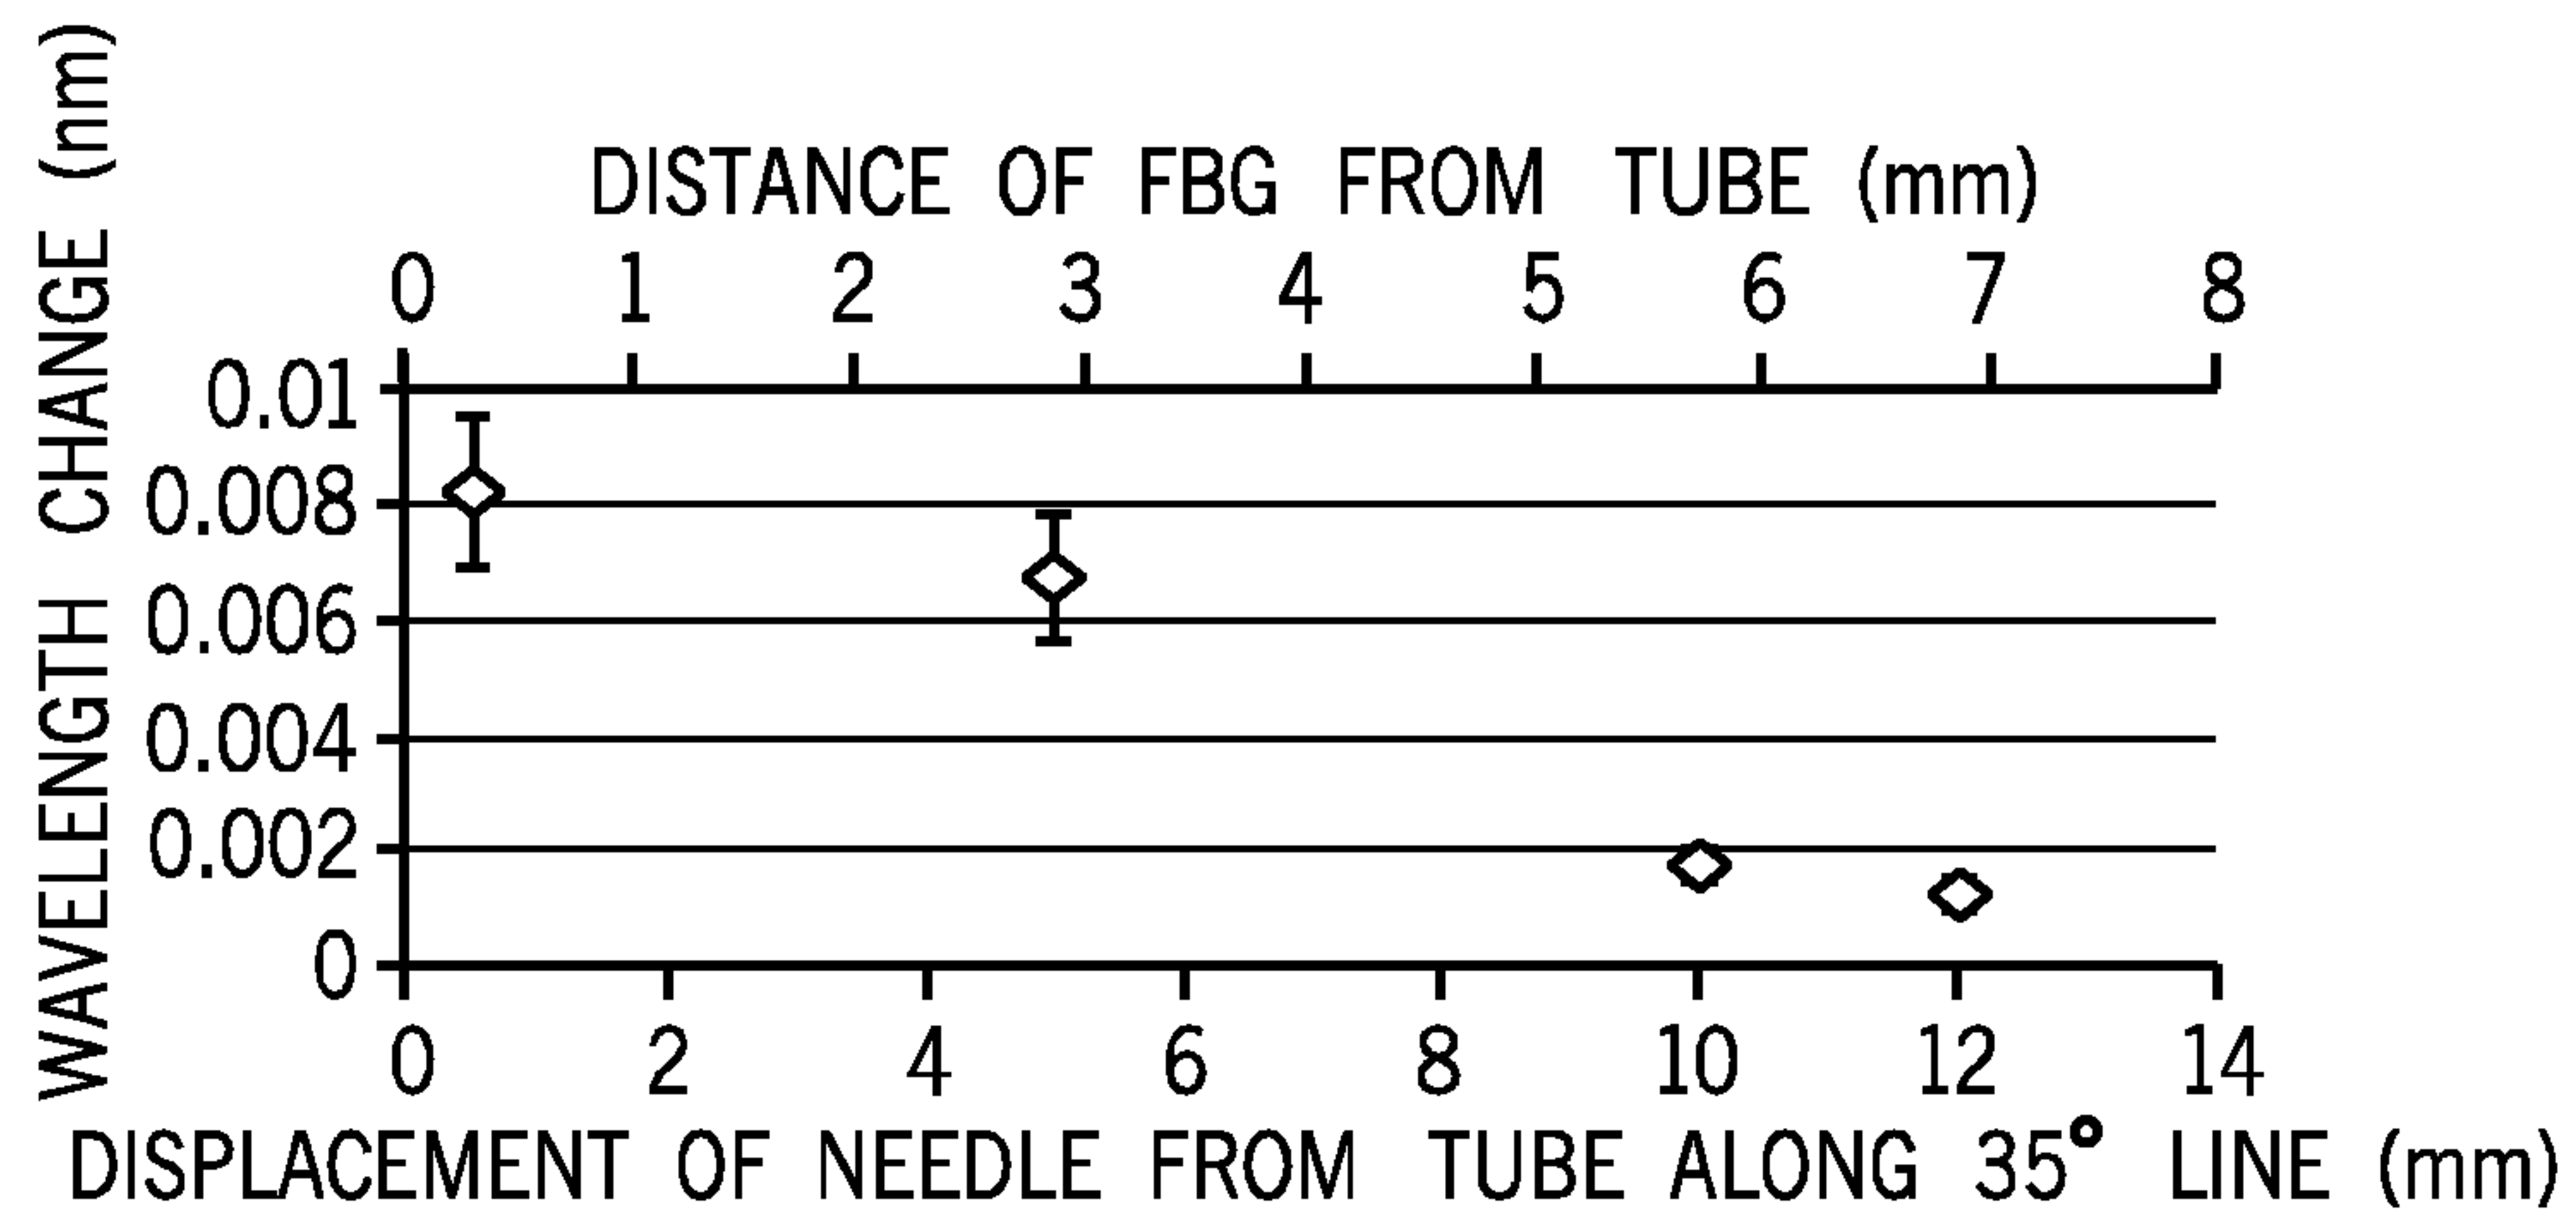 WAVELENGTH CHANGE (nm)
DISTANCE OF FBG FROM TUBE (mm)
0 1 2 3 4 5 6 7 8
0.01
0.008
0.006
0.004
0.002
0
0 2 4 6 8 10 12 14
DISPLACEMENT OF NEEDLE FROM TUBE ALONG 35° LINE (mm)